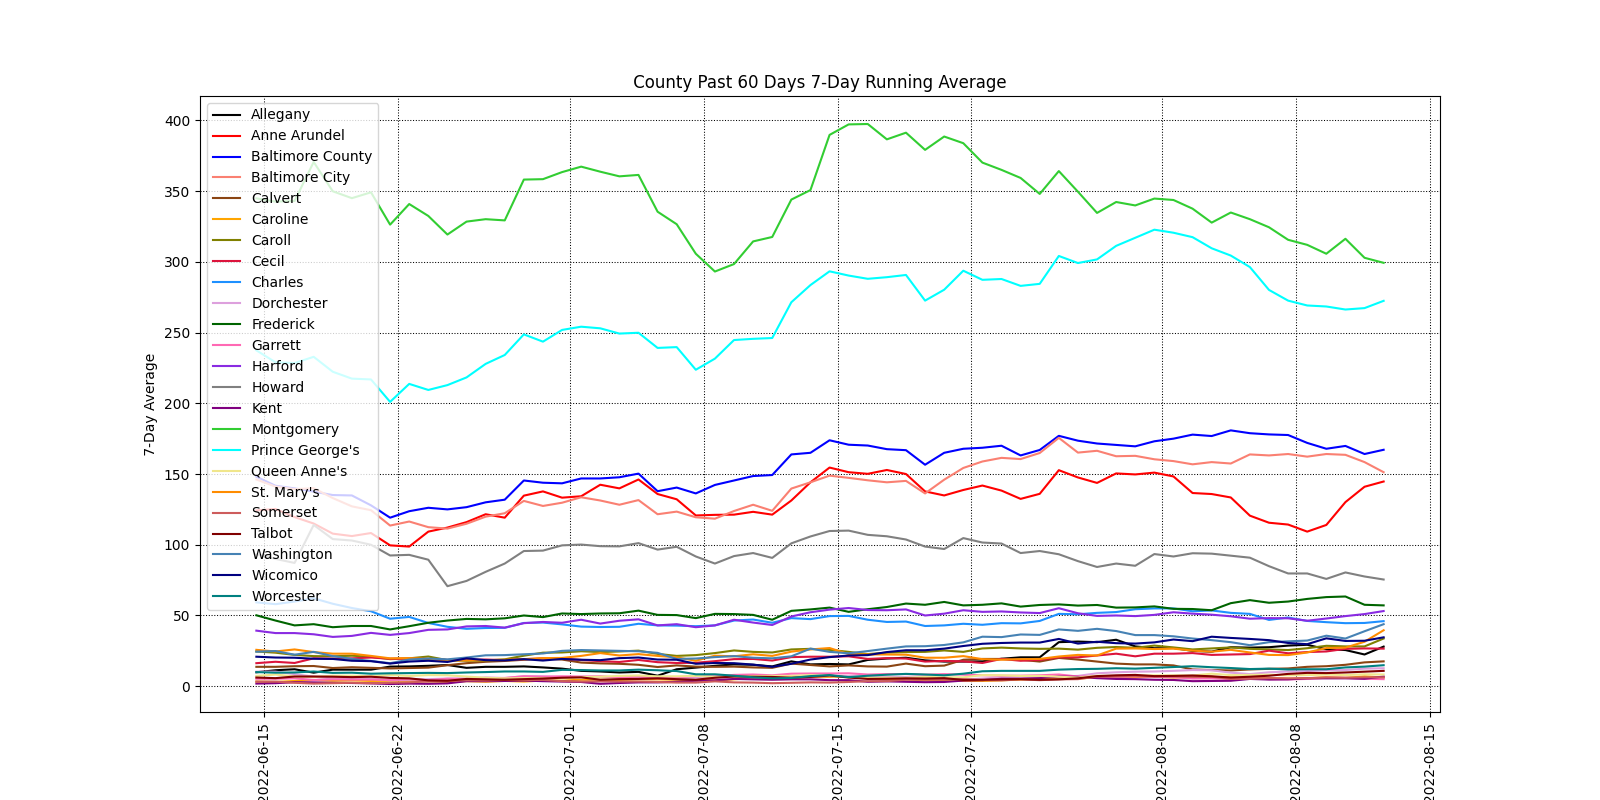 County Past 60 Days 7-Day Running Average
7-Day Average
400
350
300
250
200
150
100
50
0
Allegany
Anne Arundel
Baltimore County
Baltimore City
Calvert
Caroline
Caroll
Cecil
Charles
Dorchester
Frederick
Garrett
Harford
Howard
Kent
Montgomery
Prince George's
Queen Anne's
St. Mary's
Somerset
Talbot
Washington
Wicomico
Worcester
2022-06-15
2022-06-22
2022-07-01
2022-07-08
2022-07-15
2022-07-22
2022-08-01
2022-08-08
2022-08-15